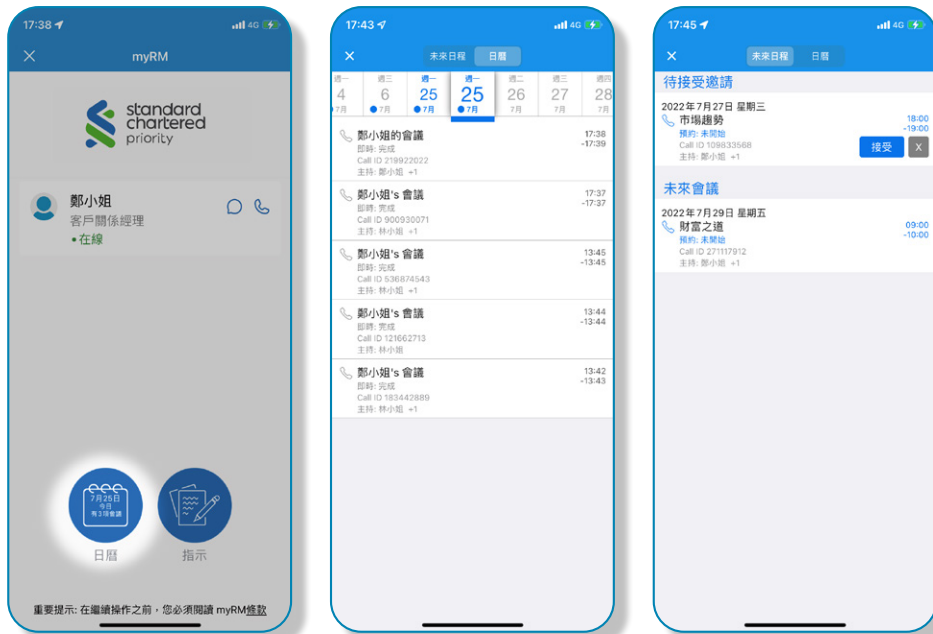 17:38
4G
myRM
standard
chartered
priority
鄭小姐
客戶關係經理
•在線
7月25日
今日
有3項會議
日曆
指示
重要提示: 在繼續操作之前，您必須閱讀 myRM條款
17:43
4G
未來日程
日曆
週一
週三
週一
週一
週二
週三
週四
4
6
25
25
26
27
28
7月
7月
7月
7月
7月
7月
7月
鄭小姐的會議
17:38
即時: 完成
-17:39
Call ID 219922022
主持: 鄭小姐 +1
鄭小姐's 會議
17:37
即時: 完成
-17:37
Call ID 900930071
主持: 林小姐 +1
鄭小姐's 會議
13:45
即時: 完成
-13:45
Call ID 536874543
主持: 林小姐 +1
鄭小姐's 會議
13:44
即時: 完成
-13:44
Call ID 121662713
主持: 林小姐
鄭小姐's 會議
13:42
即時: 完成
-13:43
Call ID 183442889
主持: 林小姐 +1
17:45
4G
未來日程
日曆
待接受邀請
2022年7月27日 星期三
市場趨勢
18:00
預約: 未開始
-19:00
Call ID 109833568
主持: 鄭小姐 +1
接受
X
未來會議
2022年7月29日 星期五
財富之道
09:00
預約: 未開始
-10:00
Call ID 271117912
主持: 鄭小姐 +1